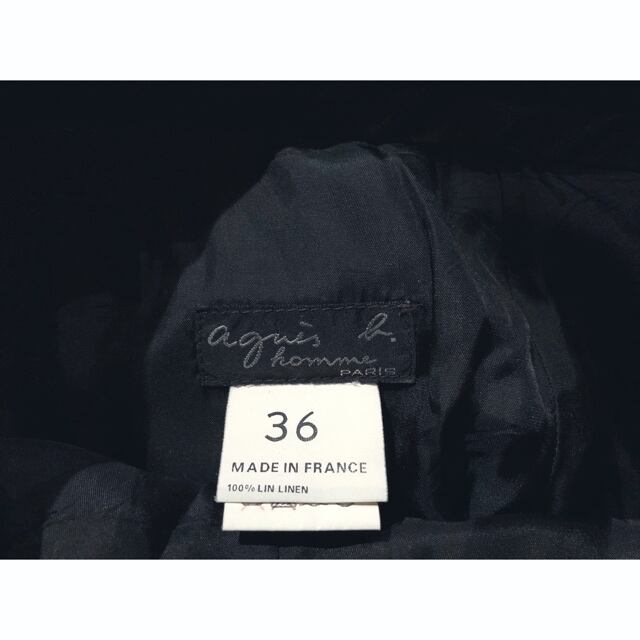 agnès b.
homme
PARIS
36
MADE IN FRANCE
100% LIN LINEN